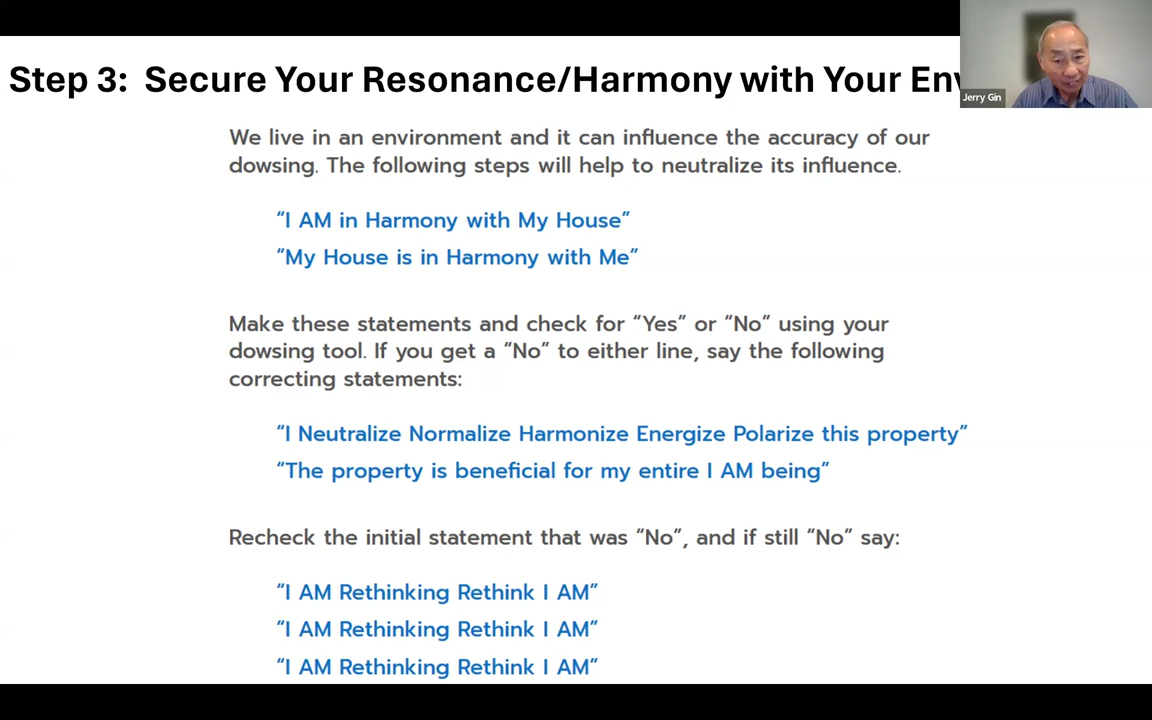 Step 3:  Secure Your Resonance/Harmony with Your Env
Jerry Gin
We live in an environment and it can influence the accuracy of our
dowsing. The following steps will help to neutralize its influence.
“I AM in Harmony with My House”
“My House is in Harmony with Me”
Make these statements and check for “Yes” or “No” using your
dowsing tool. If you get a “No” to either line, say the following
correcting statements:
“I Neutralize Normalize Harmonize Energize Polarize this property”
“The property is beneficial for my entire I AM being”
Recheck the initial statement that was “No”, and if still “No” say:
“I AM Rethinking Rethink I AM”
“I AM Rethinking Rethink I AM”
“I AM Rethinking Rethink I AM”